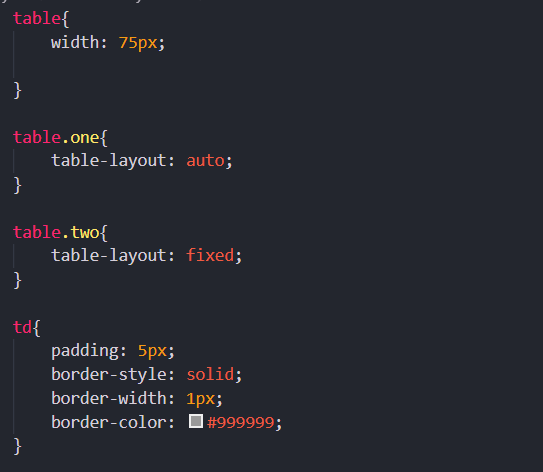 table{
width: 75px;
}
table.one{
table-layout: auto;
}
table.two{
table-layout: fixed;
}
td{
padding: 5px;
border-style: solid;
border-width: 1px;
border-color: #999999;
}